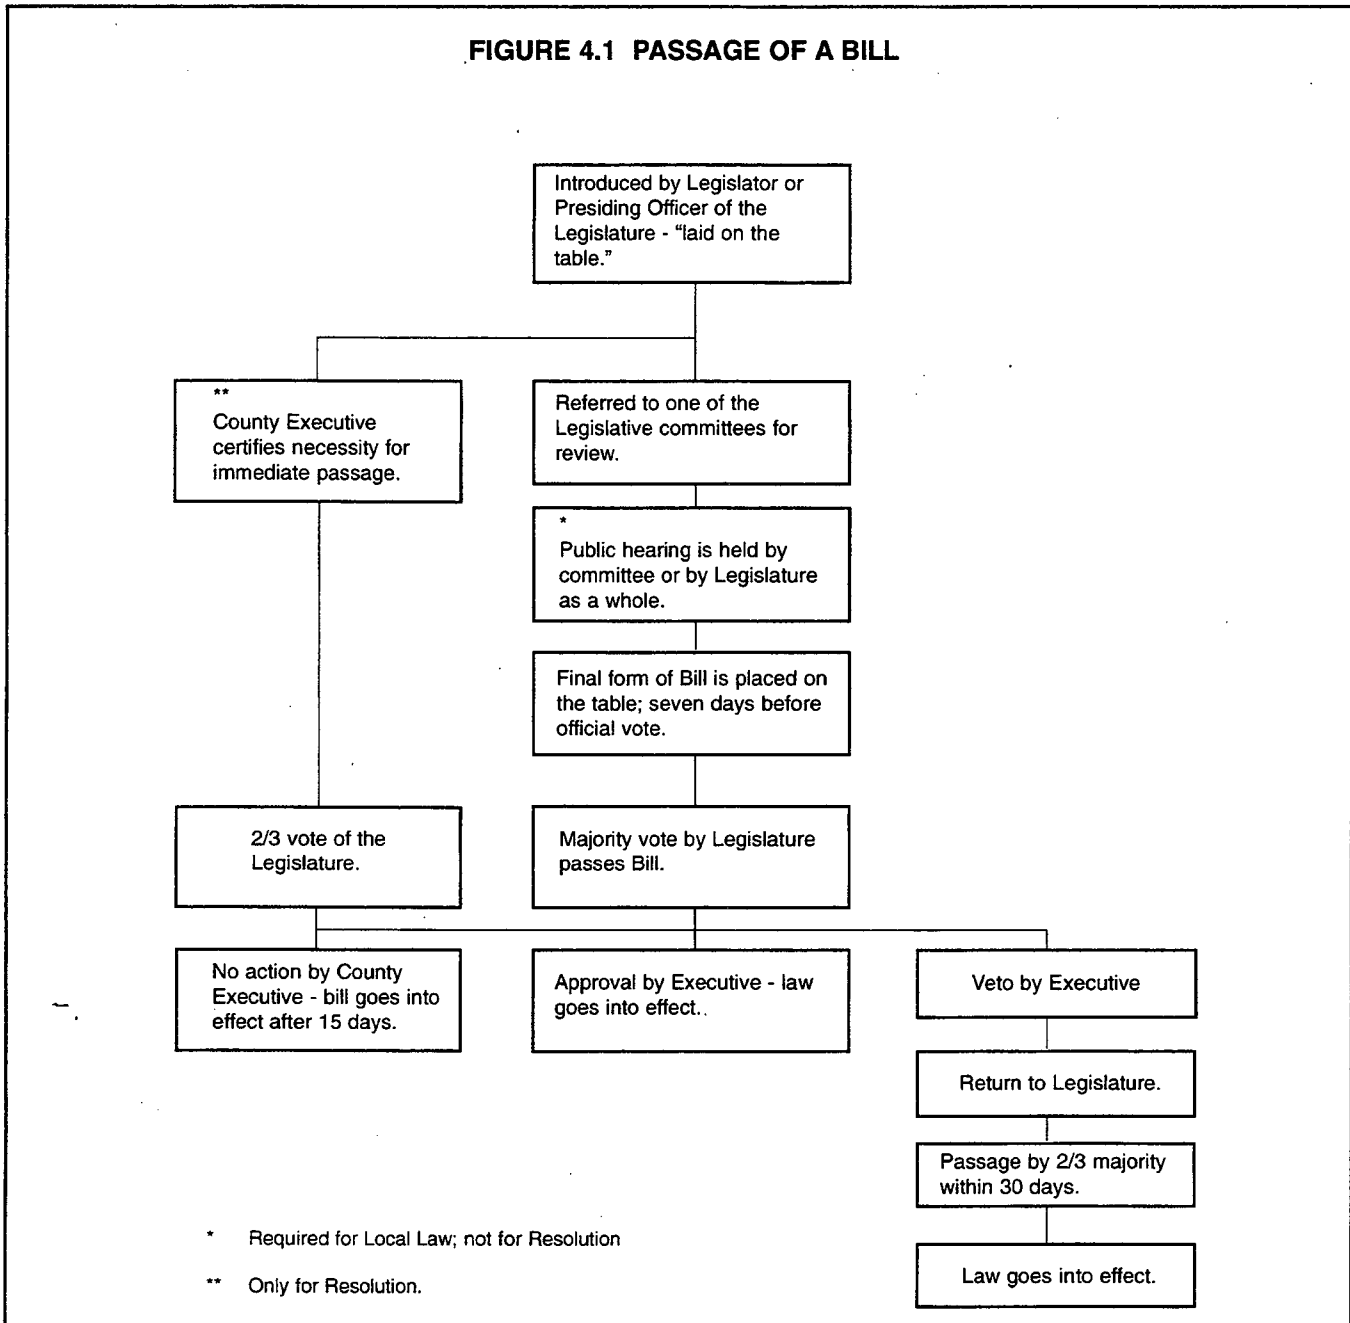 FIGURE 4.1 PASSAGE OF A BILL
Introduced by Legislator or
Presiding Officer of the
Legislature - “laid on the
table.”
**
County Executive
certifies necessity for
immediate passage.
Referred to one of the
Legislative committees for
review.
*
Public hearing is held by
committee or by Legislature
as a whole.
Final form of Bill is placed on
the table; seven days before
official vote.
2/3 vote of the
Legislature.
Majority vote by Legislature
passes Bill.
No action by County
Executive - bill goes into
effect after 15 days.
Approval by Executive - law
goes into effect.
Veto by Executive
Return to Legislature.
Passage by 2/3 majority
within 30 days.
Law goes into effect.
* Required for Local Law; not for Resolution
** Only for Resolution.